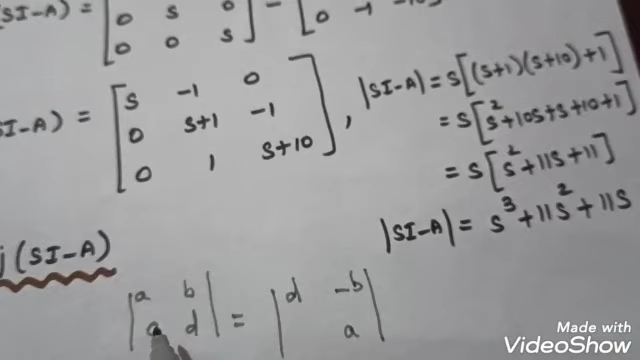 (SI-A) = [ 0 S 0 ] - [
0 0 S 0 -1 -10
SI-A) = [ S -1 0
0 S+1 -1
0 1 S+10 ] , |SI-A| = S[(S+1)(S+10)+1]
= S[S²+10S+S+10+1]
= S[S²+11S+11]
|SI-A| = S³+11S²+11S
j(SI-A)
|a b| = |d -b|
d a
Made with
VideoShow